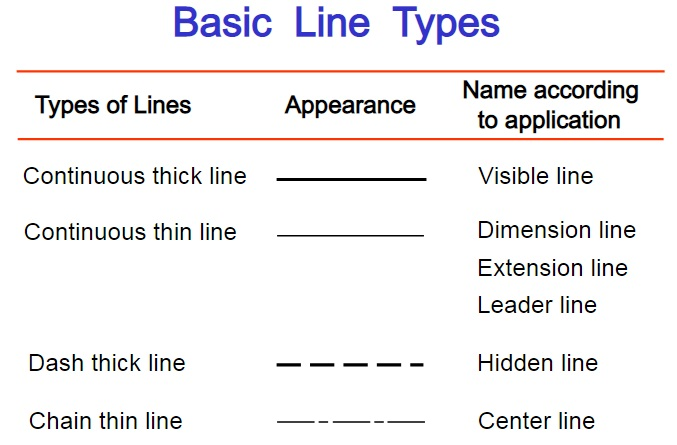 Basic Line Types
Types of Lines
Appearance
Name according
to application
Continuous thick line
Visible line
Continuous thin line
Dimension line
Extension line
Leader line
Dash thick line
Hidden line
Chain thin line
Center line